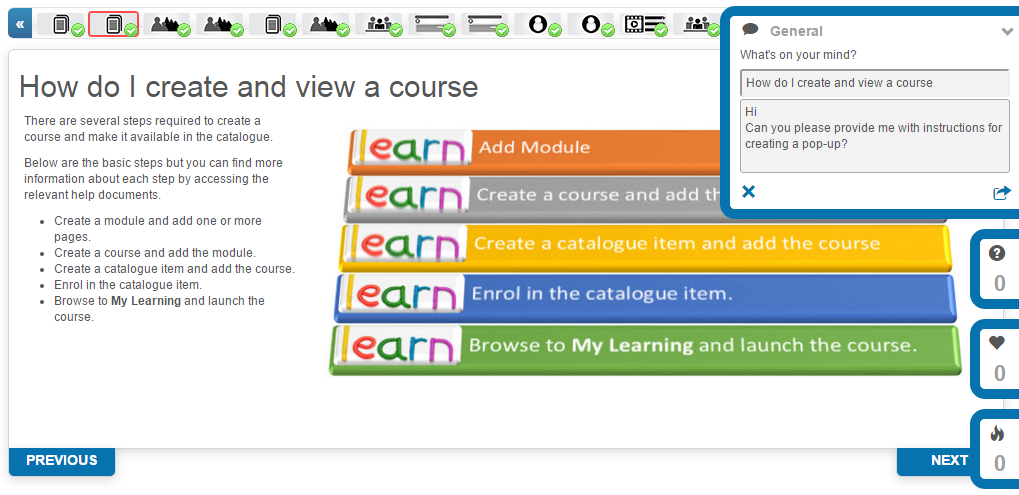 «
How do I create and view a course
There are several steps required to create a
course and make it available in the catalogue.
Below are the basic steps but you can find more
information about each step by accessing the
relevant help documents.
Create a module and add one or more
pages.
Create a course and add the module.
Create a catalogue item and add the course.
Enrol in the catalogue item.
Browse to My Learning and launch the
course.
learn Add Module
learn Create a course and add th
learn Create a catalogue item and add the course
learn Enrol in the catalogue item.
learn Browse to My Learning and launch the course.
General
What's on your mind?
How do I create and view a course
Hi
Can you please provide me with instructions for
creating a pop-up?
?
0
0
0
PREVIOUS
NEXT